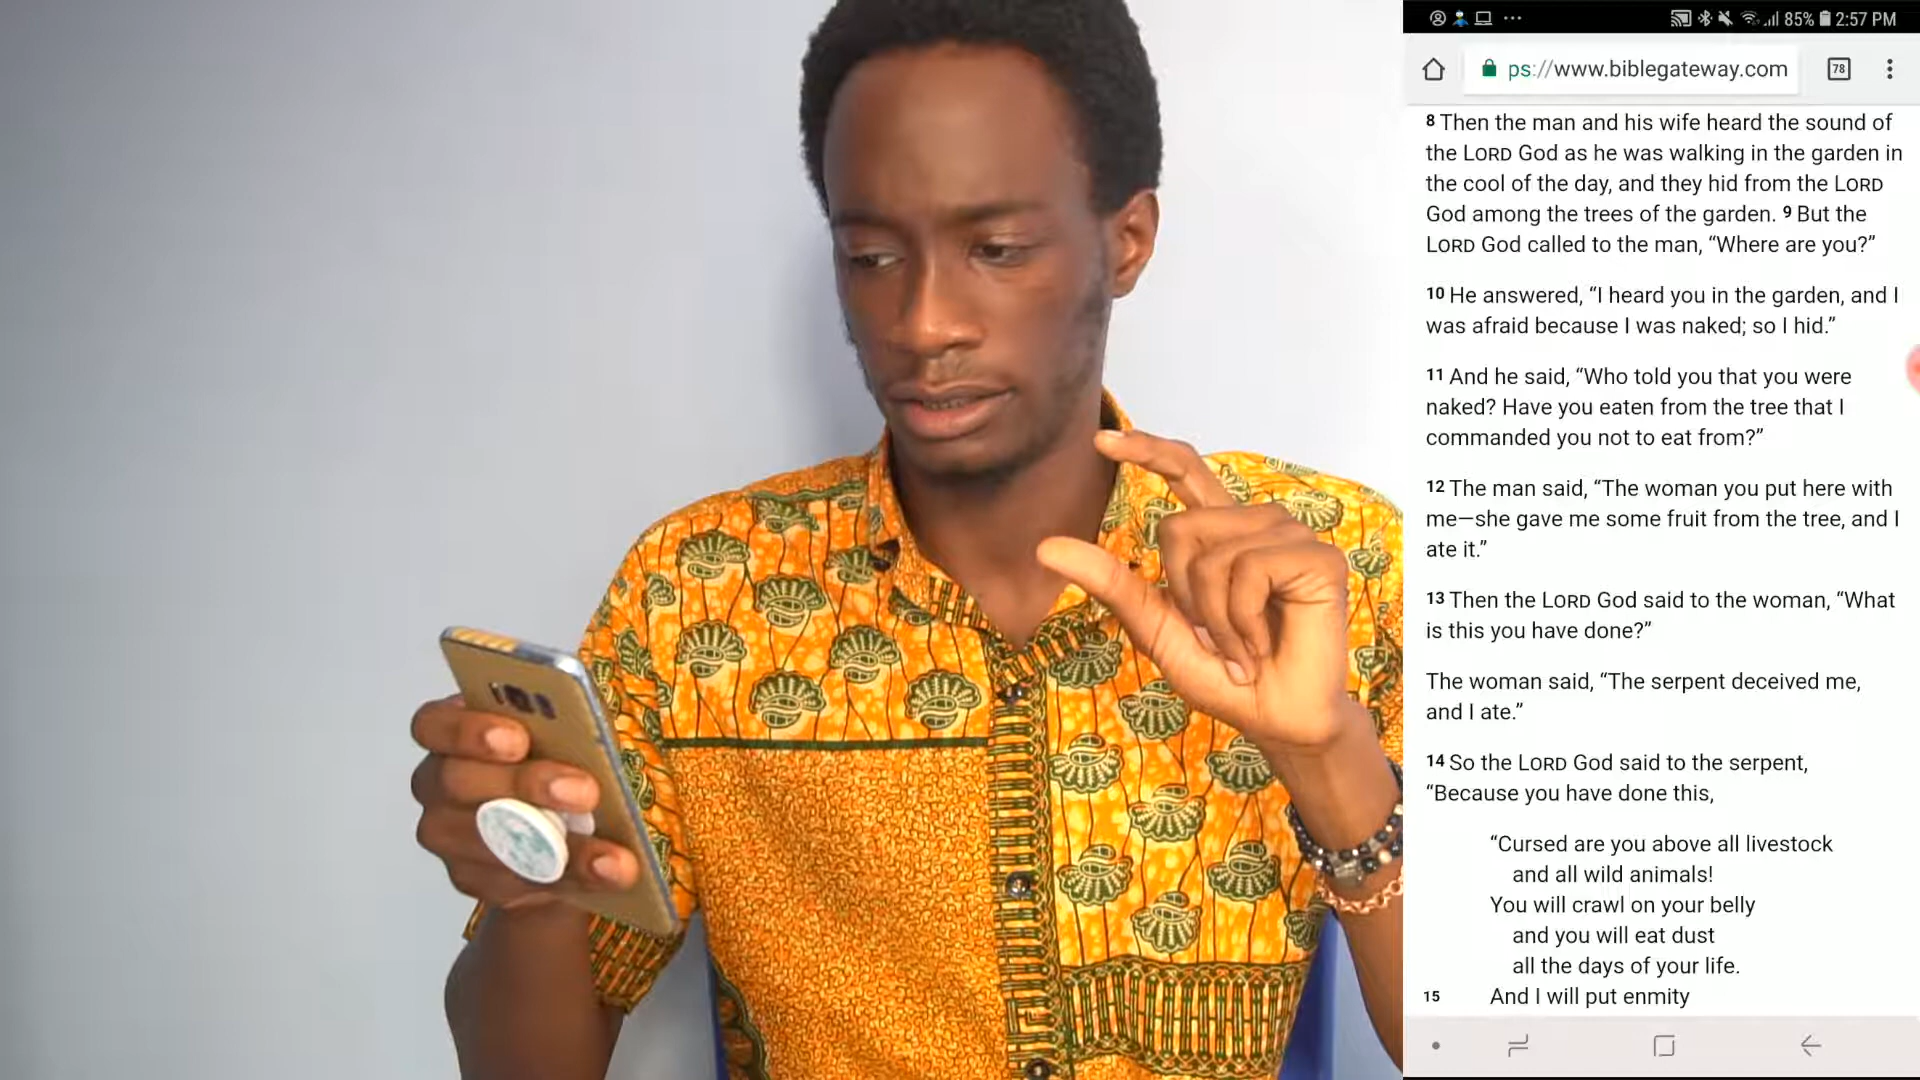 85% 2:57 PM
ps://www.biblegateway.com 78
8 Then the man and his wife heard the sound of
the LORD God as he was walking in the garden in
the cool of the day, and they hid from the LORD
God among the trees of the garden. 9 But the
LORD God called to the man, “Where are you?”
10 He answered, “I heard you in the garden, and I
was afraid because I was naked; so I hid.”
11 And he said, “Who told you that you were
naked? Have you eaten from the tree that I
commanded you not to eat from?”
12 The man said, “The woman you put here with
me—she gave me some fruit from the tree, and I
ate it.”
13 Then the LORD God said to the woman, “What
is this you have done?”
The woman said, “The serpent deceived me,
and I ate.”
14 So the LORD God said to the serpent,
“Because you have done this,
“Cursed are you above all livestock
and all wild animals!
You will crawl on your belly
and you will eat dust
all the days of your life.
15 And I will put enmity